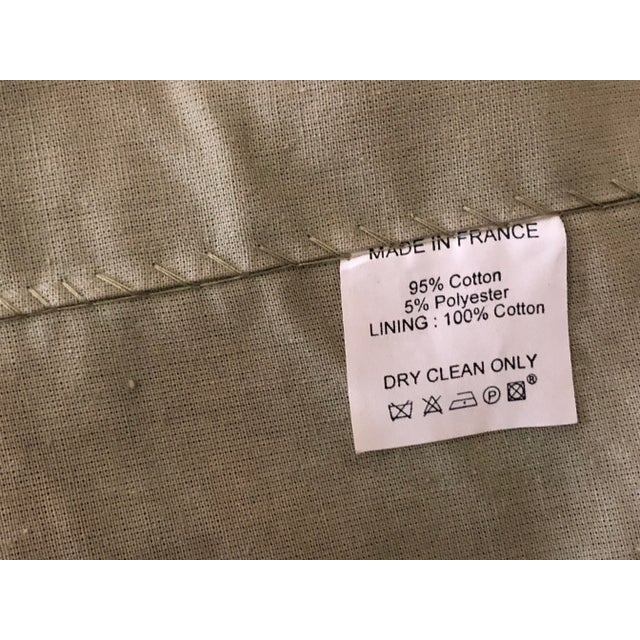 MADE IN FRANCE
95% Cotton
5% Polyester
LINING : 100% Cotton
DRY CLEAN ONLY
P ®